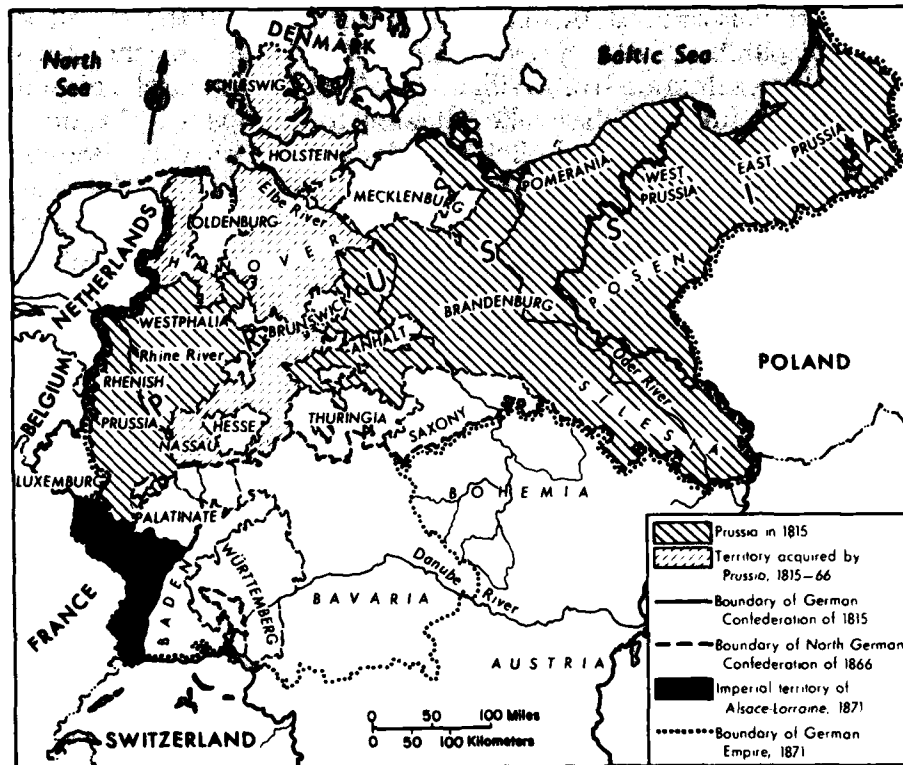 DENMARK
North Sea
Baltic Sea
SCHLESWIG
HOLSTEIN
MECKLENBURG
POMERANIA
WEST PRUSSIA
EAST PRUSSIA
Elbe River
OLDENBURG
HANOVER
NETHERLANDS
PRUSSIA
POSEN
BRANDENBURG
WESTPHALIA
BRUNSWICK
ANHALT
Rhine River
Oder River
POLAND
BELGIUM
RHENISH
PRUSSIA
HESSE
NASSAU
THURINGIA
SAXONY
SILESIA
LUXEMBURG
PALATINATE
BOHEMIA
FRANCE
BADEN
WÜRTTEMBERG
BAVARIA
Danube River
AUSTRIA
SWITZERLAND
0 50 100 Miles
0 50 100 Kilometers
Prussia in 1815
Territory acquired by
Prussia, 1815–66
Boundary of German
Confederation of 1815
Boundary of North German
Confederation of 1866
Imperial territory of
Alsace-Lorraine, 1871
Boundary of German
Empire, 1871